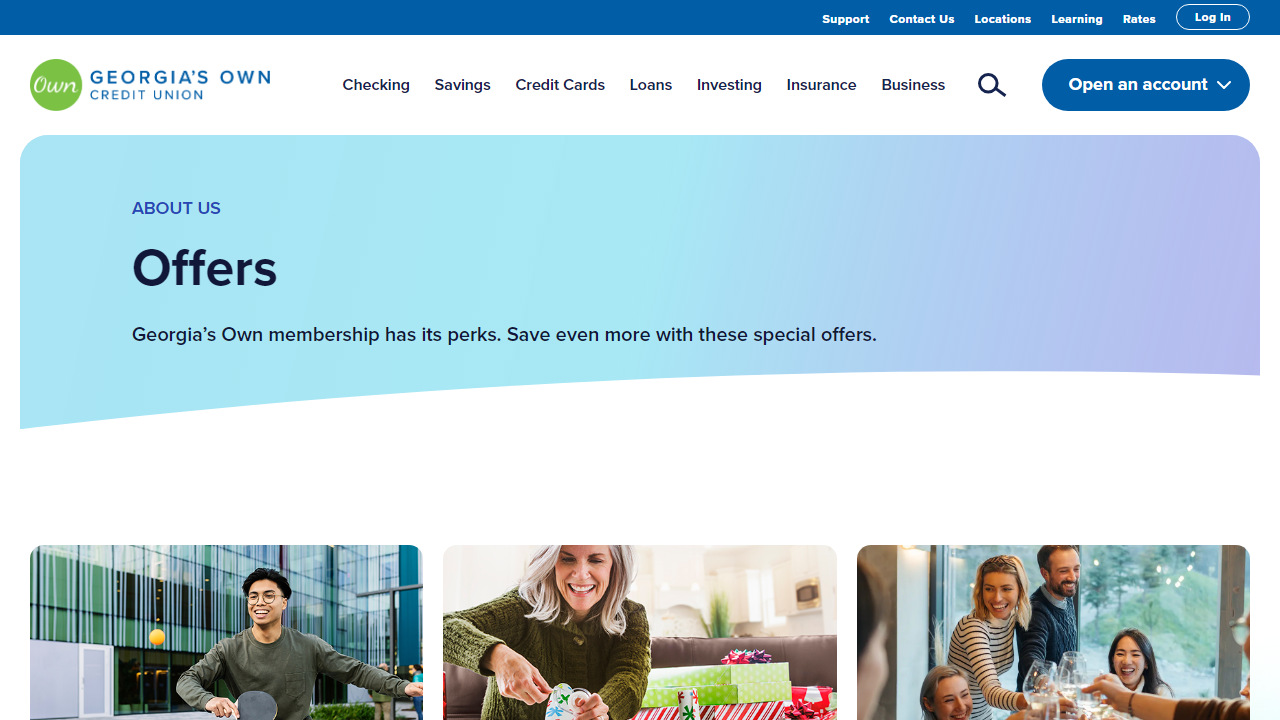 Support Contact Us Locations Learning Rates Log In
Own GEORGIA'S OWN
CREDIT UNION
Checking Savings Credit Cards Loans Investing Insurance Business Open an account
ABOUT US
Offers
Georgia’s Own membership has its perks. Save even more with these special offers.